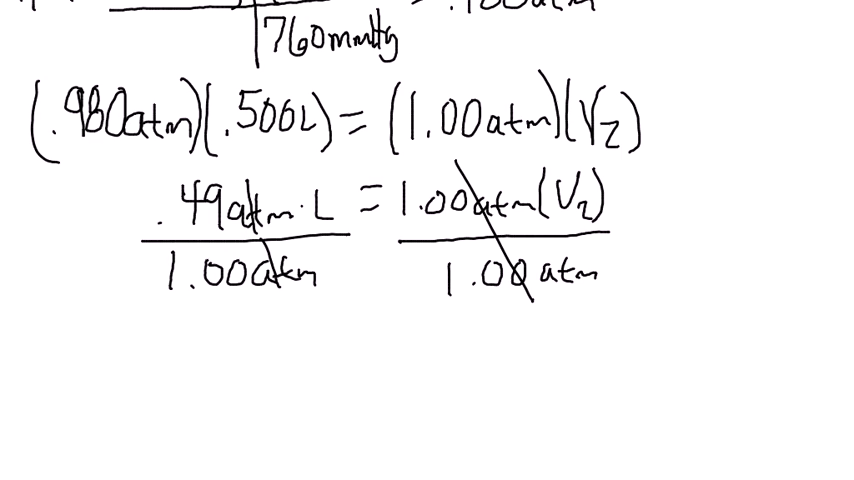 760mmHg
(.980atm)(.500L) = (1.00atm)(V₂)
.49atm·L = 1.00atm(V₂)
1.00atm 1.00atm